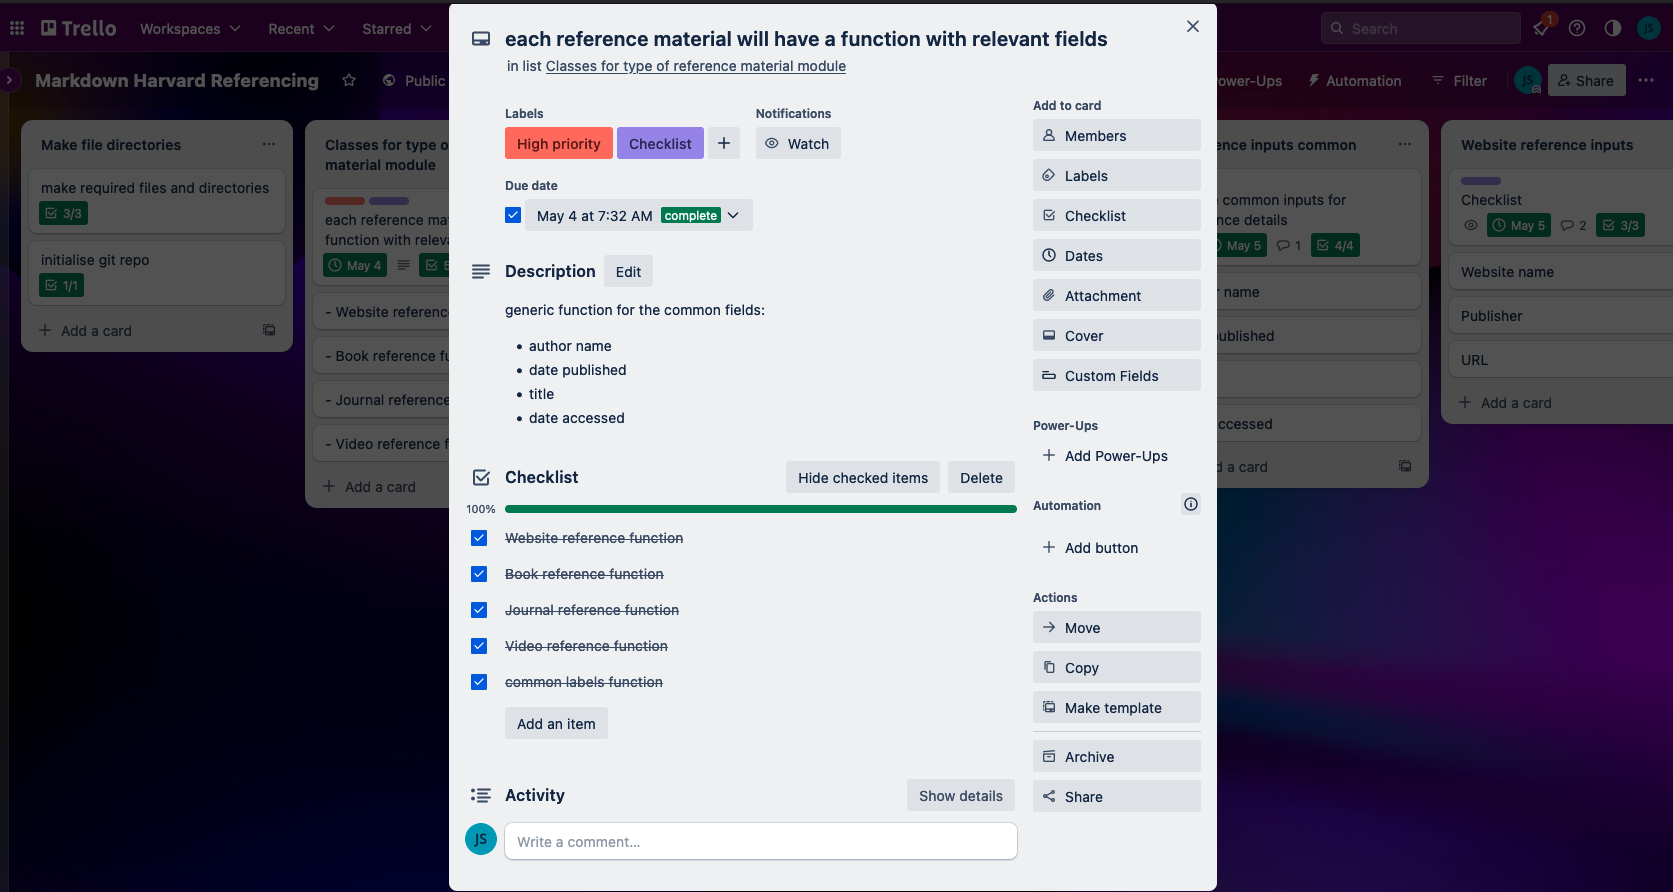 Trello
Workspaces
Recent
Starred
Search
1
JS
Markdown Harvard Referencing
Public
ower-Ups
Automation
Filter
JS
Share
Make file directories
make required files and directories
3/3
initialise git repo
1/1
Add a card
Classes for type o
material module
each reference ma
function with releva
May 4
5
- Website referenc
- Book reference fu
- Journal reference
- Video reference f
Add a card
each reference material will have a function with relevant fields
in list Classes for type of reference material module
Labels
High priority
Checklist
Notifications
Watch
Due date
May 4 at 7:32 AM complete
Description
Edit
generic function for the common fields:
• author name
• date published
• title
• date accessed
Checklist
Hide checked items
Delete
100%
Website reference function
Book reference function
Journal reference function
Video reference function
common labels function
Add an item
Activity
Show details
JS
Write a comment...
Add to card
Members
Labels
Checklist
Dates
Attachment
Cover
Custom Fields
Power-Ups
Add Power-Ups
Automation
Add button
Actions
Move
Copy
Make template
Archive
Share
nce inputs common
common inputs for
nce details
May 5
1
4/4
r name
ublished
ccessed
d a card
Website reference inputs
Checklist
May 5
2
3/3
Website name
Publisher
URL
Add a card